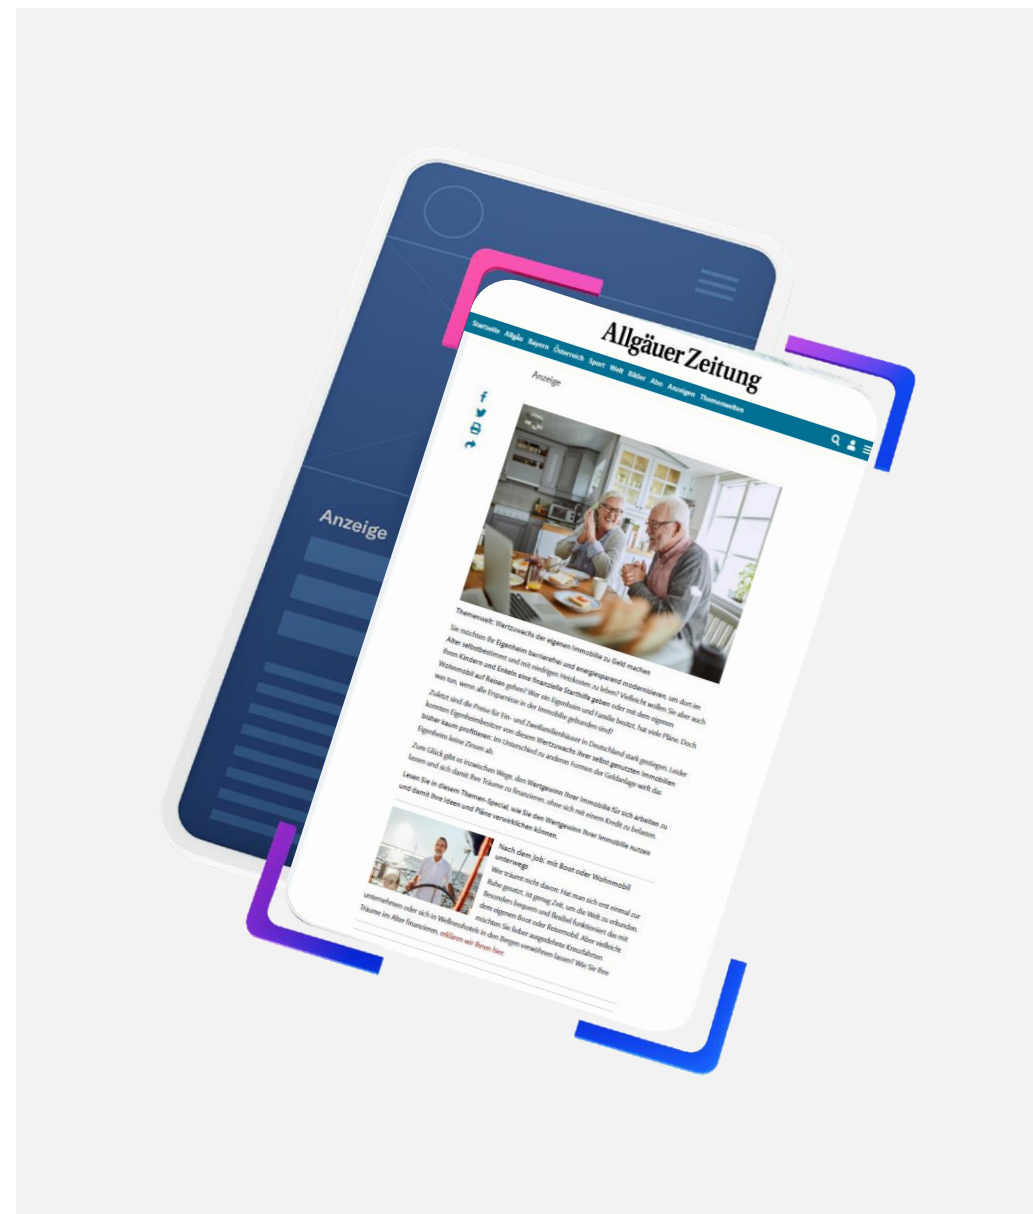 Allgäuer Zeitung
Startseite Allgäu Bayern Österreich Sport Welt Bilder Abo Anzeigen Themenwelten
Anzeige
Anzeige
Themenwelt: Wertzuwachs der eigenen Immobilie zu Geld machen
Sie möchten Ihr Eigenheim barrierefrei und energiesparend modernisieren, um dort im
Alter selbstbestimmt und mit niedrigen Heizkosten zu leben? Vielleicht wollen Sie aber auch
Ihren Kindern und Enkeln eine finanzielle Starthilfe geben oder mit dem eigenen
Wohnmobil auf Reisen gehen? Wer ein Eigenheim und Familie besitzt, hat viele Pläne. Doch
was tun, wenn alle Ersparnisse in der Immobilie gebunden sind?
Zuletzt sind die Preise für Ein- und Zweifamilienhäuser in Deutschland stark gestiegen. Leider
konnten Eigenheimbesitzer von diesem Wertzuwachs ihrer selbst genutzten Immobilien
bisher kaum profitieren: Im Unterschied zu anderen Formen der Geldanlage wirft das
Eigenheim keine Zinsen ab.
Zum Glück gibt es inzwischen Wege, den Wertgewinn Ihrer Immobilie für sich arbeiten zu
lassen und sich damit Ihre Träume zu finanzieren, ohne sich mit einem Kredit zu belasten.
Lesen Sie in diesem Themen-Special, wie Sie den Wertgewinn Ihrer Immobilie nutzen
und damit Ihre Ideen und Pläne verwirklichen können.
Nach dem Job: mit Boot oder Wohnmobil
unterwegs
Wer träumt nicht davon: Hat man sich erst einmal zur
Ruhe gesetzt, ist genug Zeit, um die Welt zu erkunden.
Besonders bequem und flexibel funktioniert das mit
dem eigenen Boot oder Reisemobil. Aber vielleicht
möchten Sie lieber ausgedehnte Kreuzfahrten
unternehmen oder sich in Wellnesshotels in den Bergen verwöhnen lassen? Wie Sie Ihre
Träume im Alter finanzieren, erklären wir Ihnen hier.